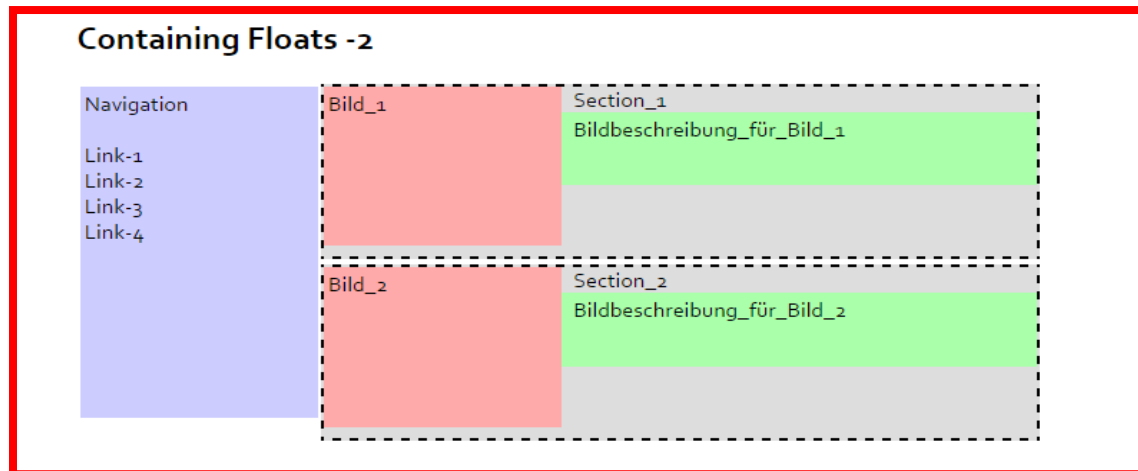 Containing Floats -2
Navigation
Link-1
Link-2
Link-3
Link-4
Bild_1
Section_1
Bildbeschreibung_für_Bild_1
Bild_2
Section_2
Bildbeschreibung_für_Bild_2